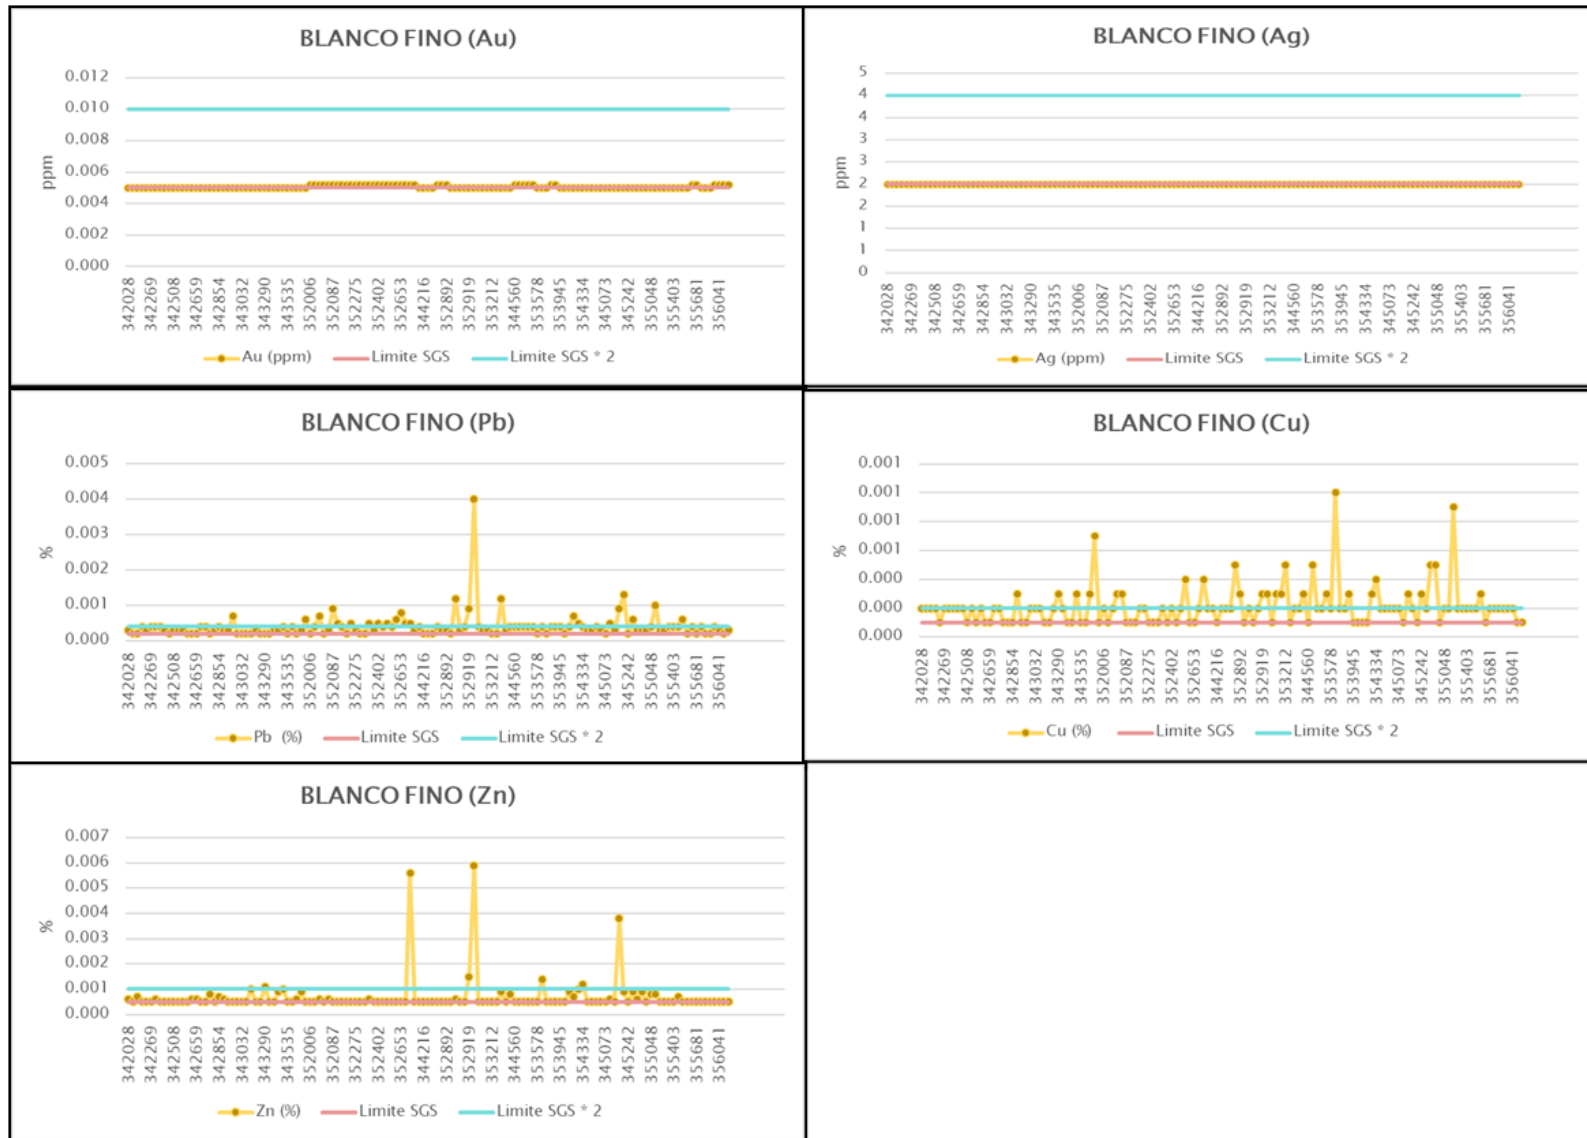 BLANCO FINO (Au)
0.012
0.010
0.008
0.006
0.004
0.002
0.000
ppm
342028 342269 342508 342659 342854 343032 343290 343535 352006 352087 352275 352402 352653 344216 352892 352919 353212 344560 353578 353945 354334 345073 345242 355048 355403 355681 356041
Au (ppm) Limite SGS Limite SGS * 2
BLANCO FINO (Ag)
5
4
4
3
3
2
2
1
1
0
ppm
342028 342269 342508 342659 342854 343032 343290 343535 352006 352087 352275 352402 352653 344216 352892 352919 353212 344560 353578 353945 354334 345073 345242 355048 355403 355681 356041
Ag (ppm) Limite SGS Limite SGS * 2
BLANCO FINO (Pb)
0.005
0.004
0.003
0.002
0.001
0.000
%
342028 342269 342508 342659 342854 343032 343290 343535 352006 352087 352275 352402 352653 344216 352892 352919 353212 344560 353578 353945 354334 345073 345242 355048 355403 355681 356041
Pb (%) Limite SGS Limite SGS * 2
BLANCO FINO (Cu)
0.001
0.001
0.001
0.001
0.000
0.000
0.000
%
342028 342269 342508 342659 342854 343032 343290 343535 352006 352087 352275 352402 352653 344216 352892 352919 353212 344560 353578 353945 354334 345073 345242 355048 355403 355681 356041
Cu (%) Limite SGS Limite SGS * 2
BLANCO FINO (Zn)
0.007
0.006
0.005
0.004
0.003
0.002
0.001
0.000
%
342028 342269 342508 342659 342854 343032 343290 343535 352006 352087 352275 352402 352653 344216 352892 352919 353212 344560 353578 353945 354334 345073 345242 355048 355403 355681 356041
Zn (%) Limite SGS Limite SGS * 2